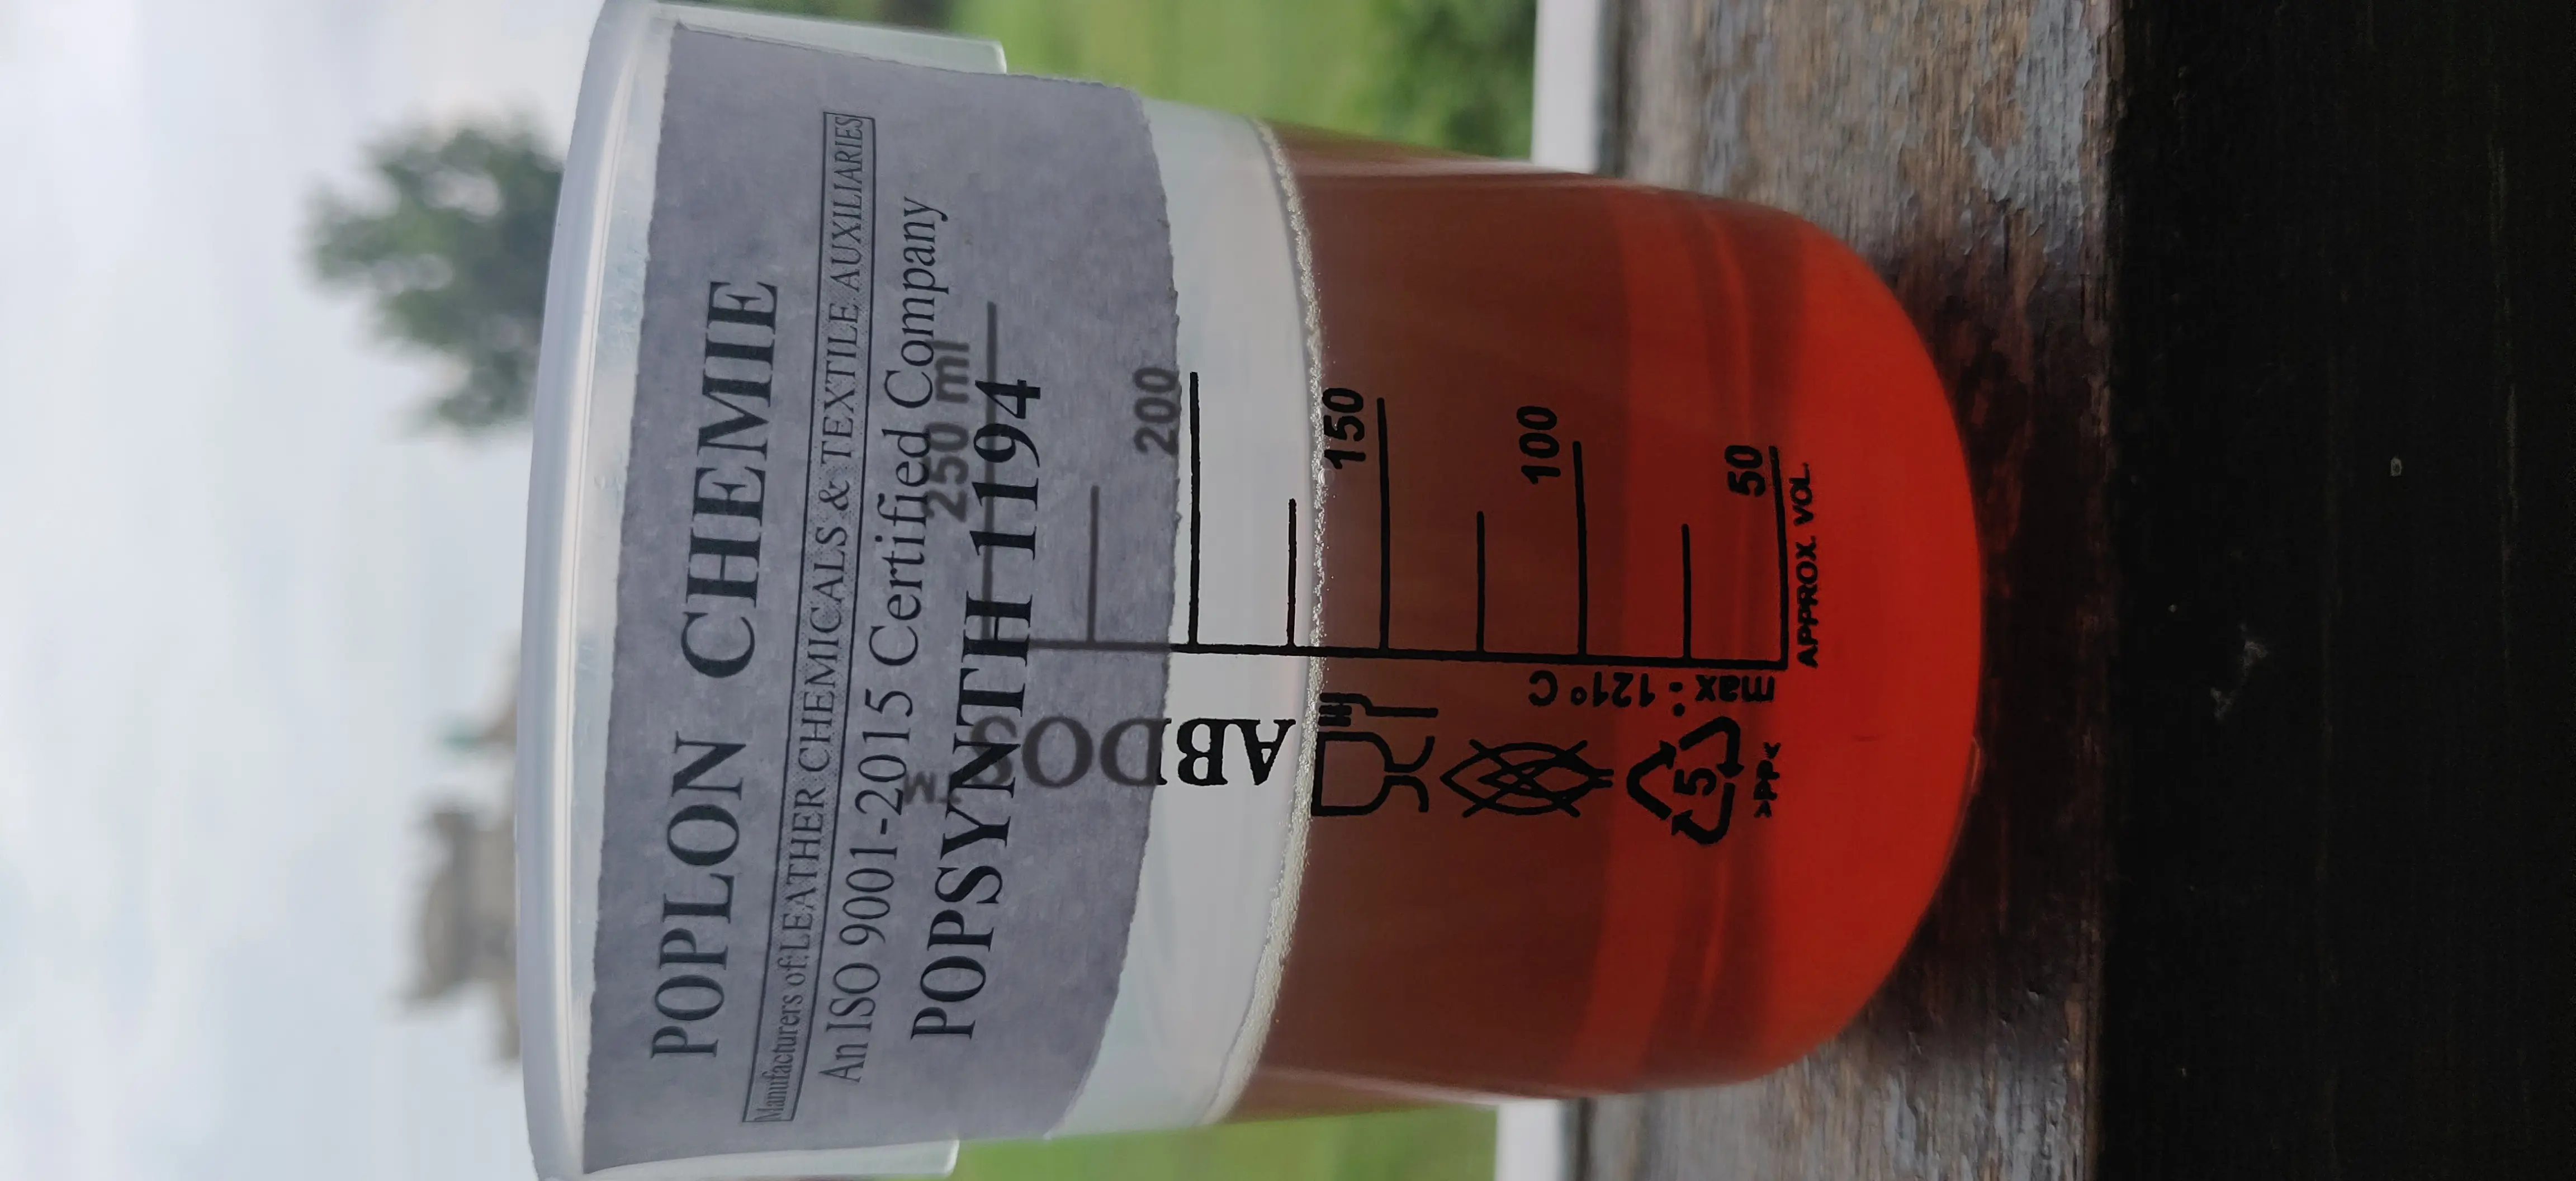 POPLON CHEMIE
Manufacturers of: LEATHER CHEMICALS & TEXTILE AUXILIARIES
An ISO 9001-2015 Certified Company
POPSYNTH 1194
250 ml
200
150
100
50
APPROX. VOL.
ABDOS
TM
max : 121°C
5
>PP<